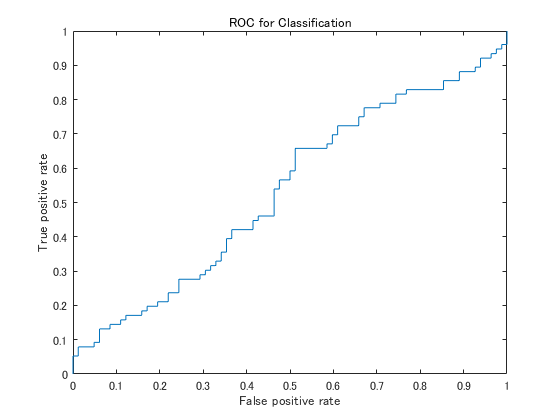 ROC for Classification
1
0.9
0.8
0.7
0.6
0.5
0.4
0.3
0.2
0.1
0
True positive rate
0 0.1 0.2 0.3 0.4 0.5 0.6 0.7 0.8 0.9 1
False positive rate